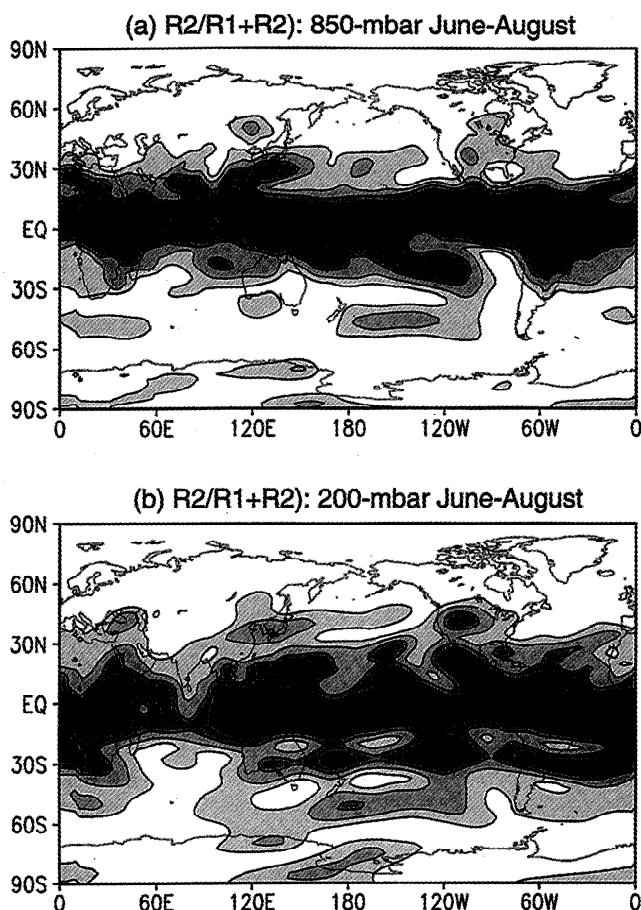 (a) R2/R1+R2): 850-mbar June-August
90N
60N
30N
EQ
30S
60S
90S
0 60E 120E 180 120W 60W 0
(b) R2/R1+R2): 200-mbar June-August
90N
60N
30N
EQ
30S
60S
90S
0 60E 120E 180 120W 60W 0